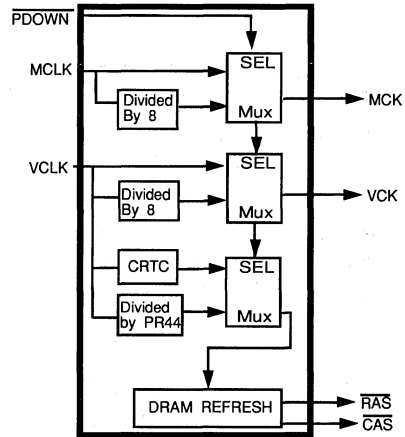 PDOWN
SEL
MCLK
Divided
By 8
MCK
Mux
SEL
VCLK
Divided
By 8
VCK
Mux
CRTC
SEL
Divided
by PR44
Mux
DRAM REFRESH
RAS
CAS